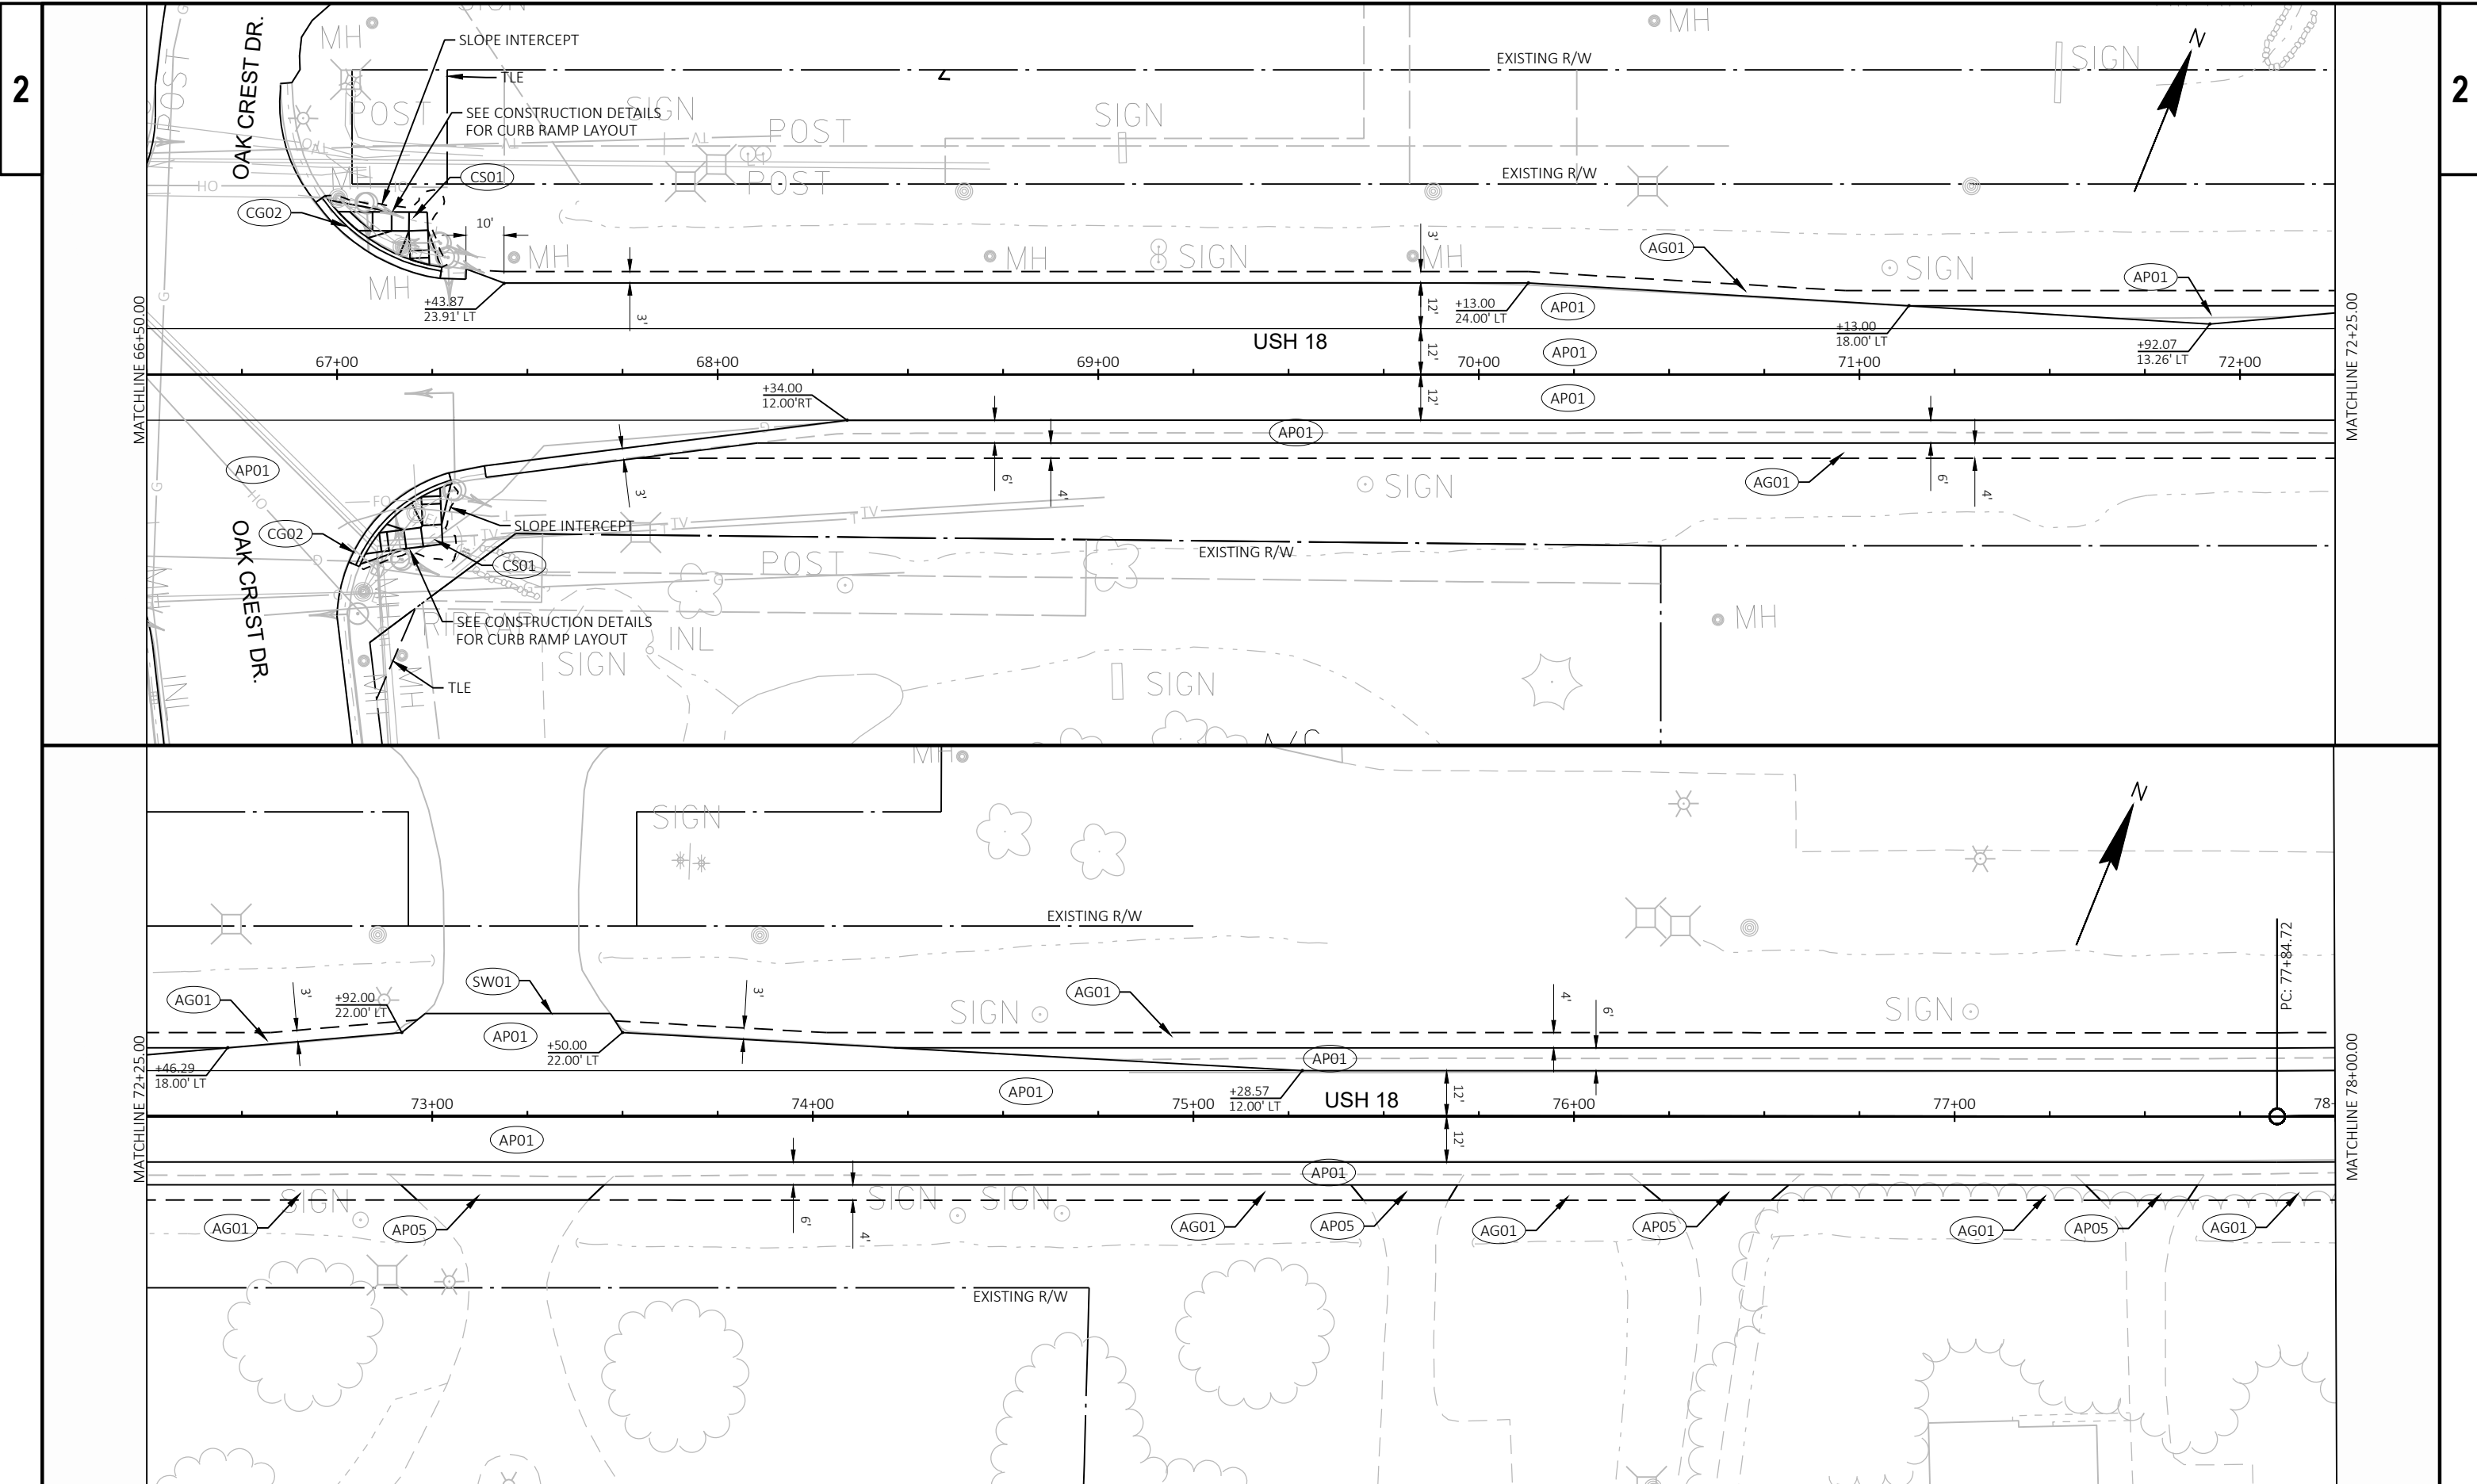 2
2
OAK CREST DR.
MH
SLOPE INTERCEPT
TLE
POST
POST
SIGN
SEE CONSTRUCTION DETAILS
FOR CURB RAMP LAYOUT
TV
POST
POST
SIGN
MH
EXISTING R/W
SIGN
N
EXISTING R/W
HO
CS01
CG02
10'
MH
MH
SIGN
MH
3'
AG01
SIGN
AP01
MH
+43.87
23.91' LT
3'
12'
+13.00
24.00' LT
AP01
+13.00
18.00' LT
+92.07
13.26' LT
MATCHLINE 66+50.00
MATCHLINE 72+25.00
USH 18
12'
AP01
67+00
68+00
69+00
70+00
71+00
72+00
+34.00
12.00'RT
12'
AP01
AP01
AP01
6'
4'
3'
SIGN
AG01
6'
4'
G
HO
FO
TV
TV
OAK CREST DR.
CG02
SLOPE INTERCEPT
CS01
POST
EXISTING R/W
SEE CONSTRUCTION DETAILS
FOR CURB RAMP LAYOUT
INL
SIGN
MH
TLE
SIGN
MH
N
SIGN
EXISTING R/W
PC: 77+84.72
AG01
3'
+92.00
22.00' LT
SW01
3'
SIGN
AG01
4'
6'
SIGN
AP01
+50.00
22.00' LT
AP01
MATCHLINE 72+25.00
MATCHLINE 78+00.00
+46.29
18.00' LT
AP01
+28.57
12.00' LT
USH 18
12'
73+00
74+00
75+00
76+00
77+00
78+
AP01
12'
AP01
SIGN
SIGN
SIGN
AG01
AP05
6'
4'
AG01
AP05
AG01
AP05
AG01
AP05
AG01
EXISTING R/W